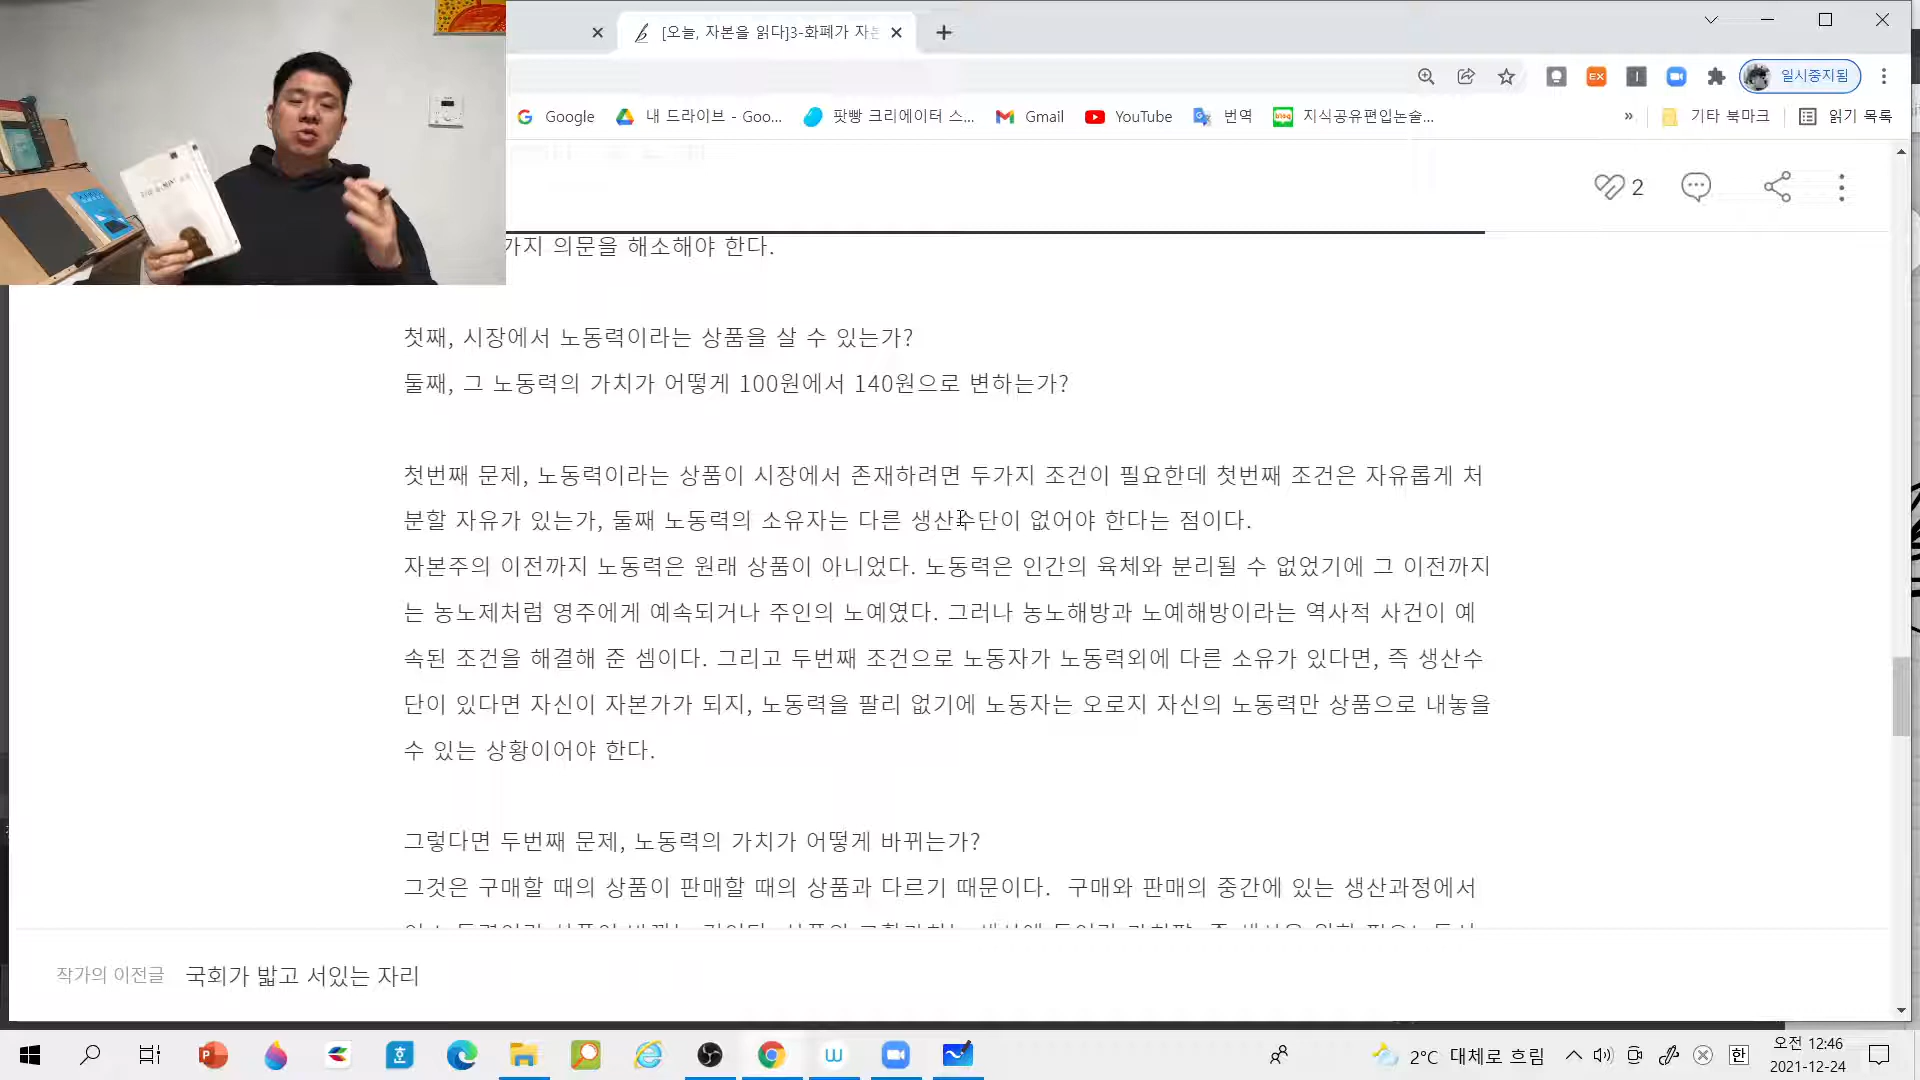 [오늘, 자본을 읽다]3-화폐가 자
일시중지됨
Google
내 드라이브 - Goo...
팟빵 크리에이터 스...
Gmail
YouTube
번역
지식공유편입논술...
»
기타 북마크
읽기 목록
2
가지 의문을 해소해야 한다.
첫째, 시장에서 노동력이라는 상품을 살 수 있는가?
둘째, 그 노동력의 가치가 어떻게 100원에서 140원으로 변하는가?
첫번째 문제, 노동력이라는 상품이 시장에서 존재하려면 두가지 조건이 필요한데 첫번째 조건은 자유롭게 처
분할 자유가 있는가, 둘째 노동력의 소유자는 다른 생산수단이 없어야 한다는 점이다.
자본주의 이전까지 노동력은 원래 상품이 아니었다. 노동력은 인간의 육체와 분리될 수 없었기에 그 이전까지
는 농노제처럼 영주에게 예속되거나 주인의 노예였다. 그러나 농노해방과 노예해방이라는 역사적 사건이 예
속된 조건을 해결해 준 셈이다. 그리고 두번째 조건으로 노동자가 노동력외에 다른 소유가 있다면, 즉 생산수
단이 있다면 자신이 자본가가 되지, 노동력을 팔리 없기에 노동자는 오로지 자신의 노동력만 상품으로 내놓을
수 있는 상황이어야 한다.
그렇다면 두번째 문제, 노동력의 가치가 어떻게 바뀌는가?
그것은 구매할 때의 상품이 판매할 때의 상품과 다르기 때문이다. 구매와 판매의 중간에 있는 생산과정에서
작가의 이전글 국회가 밟고 서있는 자리
2°C 대체로 흐림
한
오전 12:46
2021-12-24